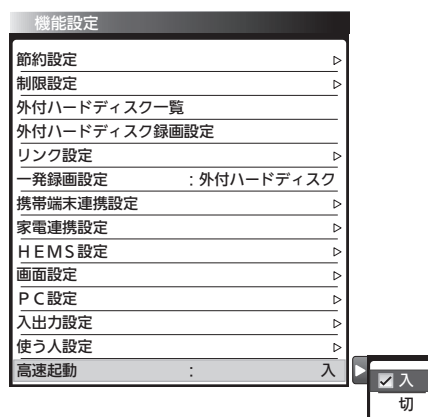 機能設定
節約設定
制限設定
外付ハードディスク一覧
外付ハードディスク録画設定
リンク設定
一発録画設定 :外付ハードディスク
携帯端末連携設定
家電連携設定
HEMS設定
画面設定
PC設定
入出力設定
使う人設定
高速起動 : 入
入
切